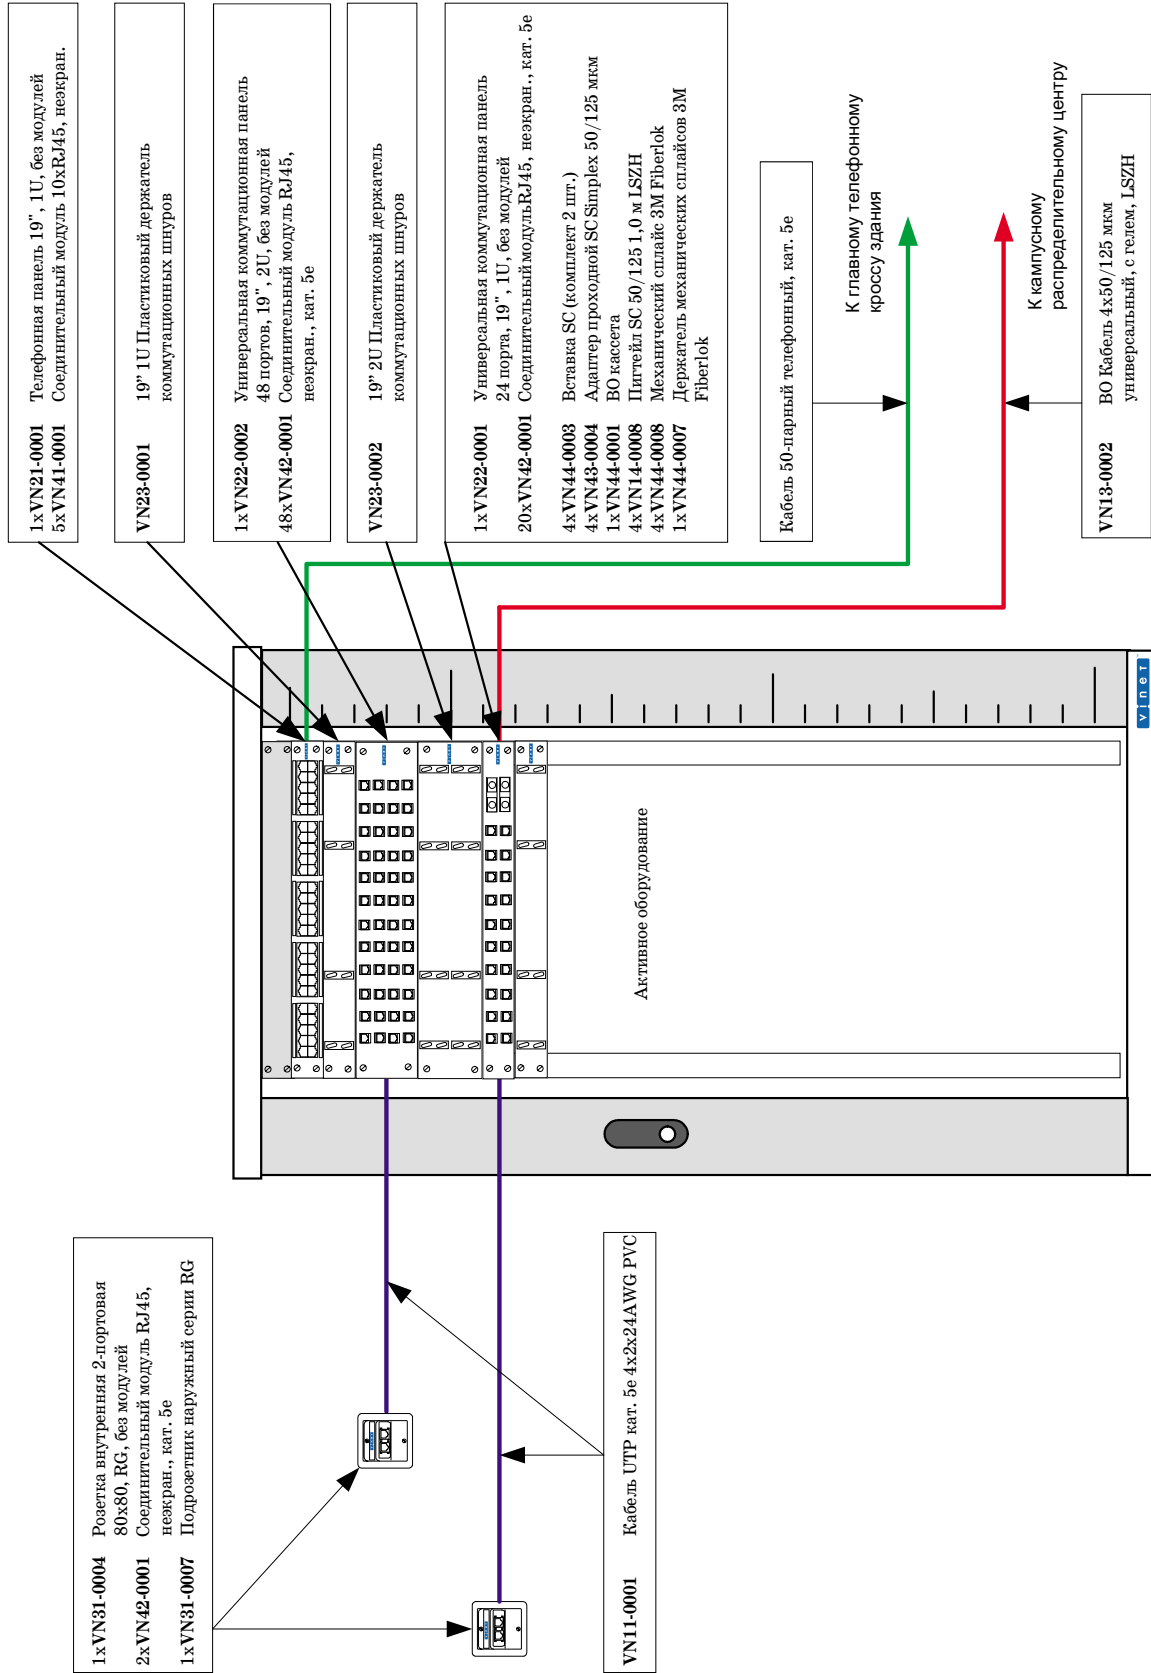 1xVN31-0004 Розетка внутренняя 2-портовая
80x80, RG, без модулей
2xVN42-0001 Соединительный модуль RJ45,
неэкран., кат. 5e
1xVN31-0007 Подрозетник наружный серии RG
VN11-0001 Кабель UTP кат. 5e 4x2x24AWG PVC
1xVN21-0001 Телефонная панель 19", 1U, без модулей
5xVN41-0001 Соединительный модуль 10xRJ45, неэкран.
VN23-0001 19” 1U Пластиковый держатель
коммутационных шнуров
1xVN22-0002 Универсальная коммутационная панель
48 портов, 19", 2U, без модулей
48xVN42-0001 Соединительный модуль RJ45,
неэкран., кат. 5e
VN23-0002 19” 2U Пластиковый держатель
коммутационных шнуров
1xVN22-0001 Универсальная коммутационная панель
24 порта, 19", 1U, без модулей
20xVN42-0001 Соединительный модуль RJ45, неэкран., кат. 5e
4xVN44-0003 Вставка SC (комплект 2 шт.)
4xVN43-0004 Адаптер проходной SC Simplex 50/125 мкм
1xVN44-0001 ВО кассета
4xVN14-0008 Пигтейл SC 50/125 1,0 м LSZH
4xVN44-0008 Механический сплайс 3M Fiberlok
1xVN44-0007 Держатель механических сплайсов 3M
Fiberlok
Кабель 50-парный телефонный, кат. 5e
К главному телефонному
кроссу здания
К кампусному
распределительному центру
VN13-0002 ВО Кабель 4x50/125 мкм
универсальный, с гелем, LSZH
Активное оборудование
vinet